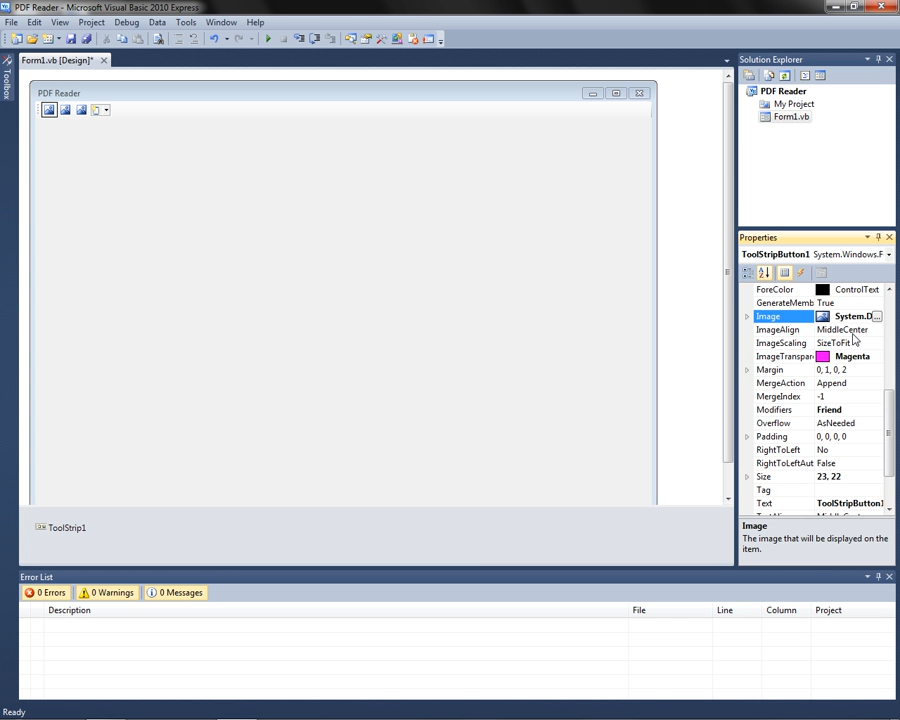 PDF Reader - Microsoft Visual Basic 2010 Express
File Edit View Project Debug Data Tools Window Help
Form1.vb [Design]*
Toolbox
PDF Reader
ToolStrip1
Solution Explorer
PDF Reader
My Project
Form1.vb
Properties
ToolStripButton1 System.Windows.F
ForeColor ControlText
GenerateMemb True
Image System.D ...
ImageAlign MiddleCenter
ImageScaling SizeToFit
ImageTranspar Magenta
Margin 0, 1, 0, 2
MergeAction Append
MergeIndex -1
Modifiers Friend
Overflow AsNeeded
Padding 0, 0, 0, 0
RightToLeft No
RightToLeftAut False
Size 23, 22
Tag
Text ToolStripButton1
Image
The image that will be displayed on the
item.
Error List
0 Errors 0 Warnings 0 Messages
Description File Line Column Project
Ready